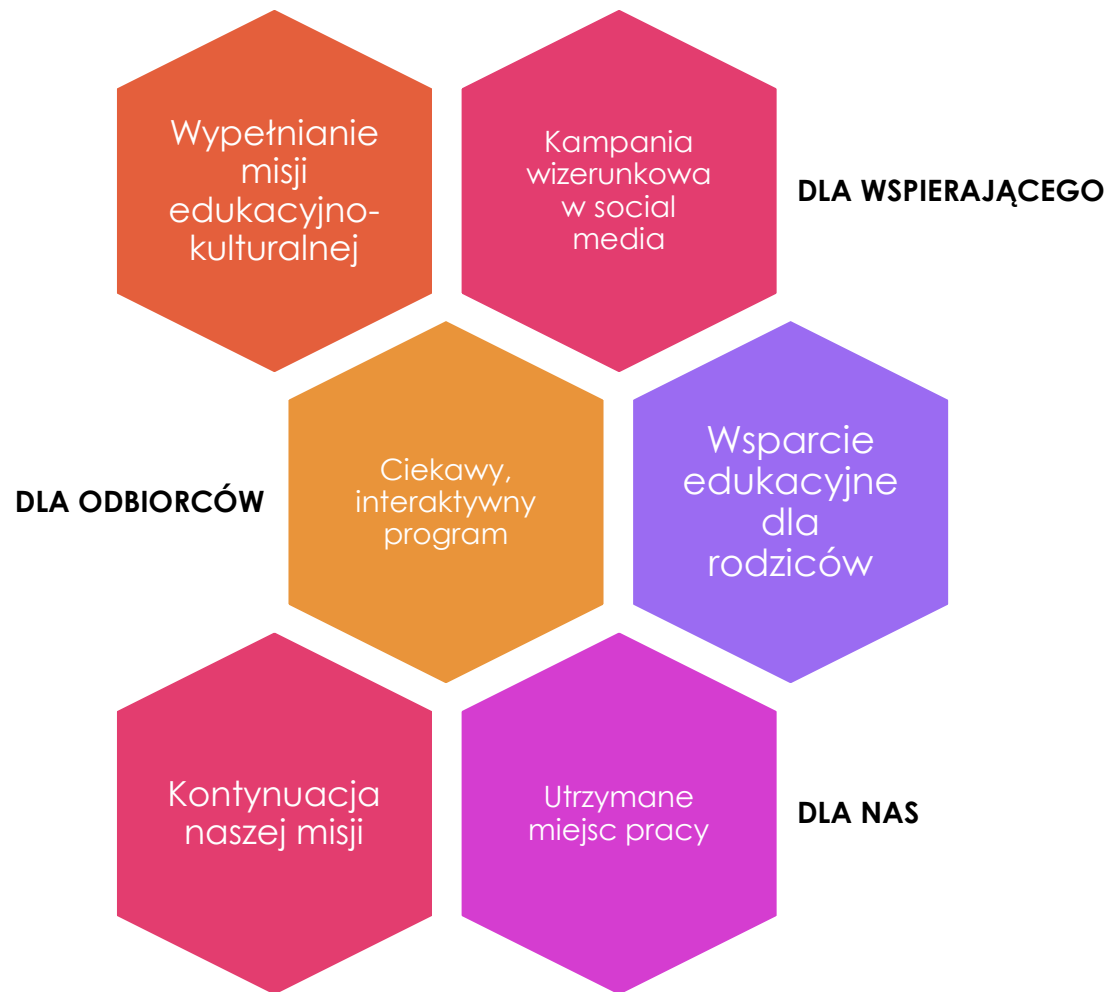 Wypełnianie
misji
edukacyjno-
kulturalnej
Kampania
wizerunkowa
w social
media
DLA WSPIERAJĄCEGO
DLA ODBIORCÓW
Ciekawy,
interaktywny
program
Wsparcie
edukacyjne
dla
rodziców
Kontynuacja
naszej misji
Utrzymane
miejsc pracy
DLA NAS